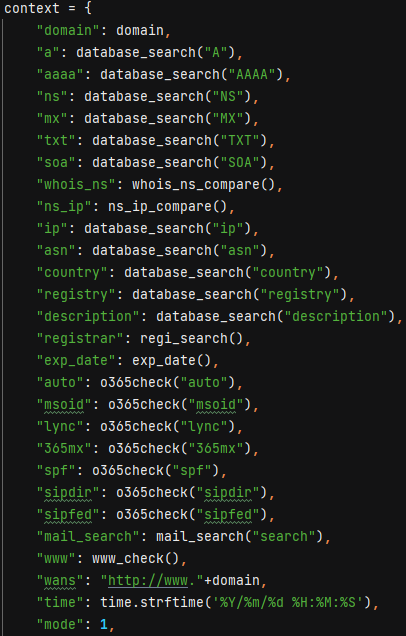 context = {
"domain": domain,
"a": database_search("A"),
"aaaa": database_search("AAAA"),
"ns": database_search("NS"),
"mx": database_search("MX"),
"txt": database_search("TXT"),
"soa": database_search("SOA"),
"whois_ns": whois_ns_compare(),
"ns_ip": ns_ip_compare(),
"ip": database_search("ip"),
"asn": database_search("asn"),
"country": database_search("country"),
"registry": database_search("registry"),
"description": database_search("description"),
"registrar": regi_search(),
"exp_date": exp_date(),
"auto": o365check("auto"),
"msoid": o365check("msoid"),
"lync": o365check("lync"),
"365mx": o365check("365mx"),
"spf": o365check("spf"),
"sipdir": o365check("sipdir"),
"sipfed": o365check("sipfed"),
"mail_search": mail_search("search"),
"www": www_check(),
"wans": "http://www."+domain,
"time": time.strftime('%Y/%m/%d %H:%M:%S'),
"mode": 1,